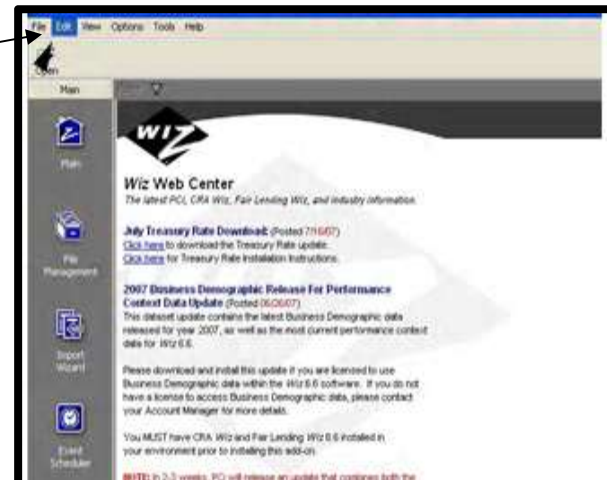 File Edit View Options Tools Help
Open
Main
WIZ
Main
File
Management
Import
Wizard
Event
Scheduler
Wiz Web Center
The latest PCI, CRA Wiz, Fair Lending Wiz, and industry information.
July Treasury Rate Download: (Posted 7/16/07)
Click here to download the Treasury Rate update.
Click here for Treasury Rate Installation Instructions.
2007 Business Demographic Release For Performance
Context Data Update (Posted 06/26/07)
This dataset update contains the latest Business Demographic data
released for year 2007, as well as the most current performance context
data for Wiz 6.6.
Please download and install this update if you are licensed to use
Business Demographic data within the Wiz 6.6 software. If you do not
have a license to access Business Demographic data, please contact
your Account Manager for more details.
You MUST have CRA Wiz and Fair Lending Wiz 6.6 installed in
your environment prior to installing this add-on.
NOTE: In 2-3 weeks, PCI will release an update that combines both the